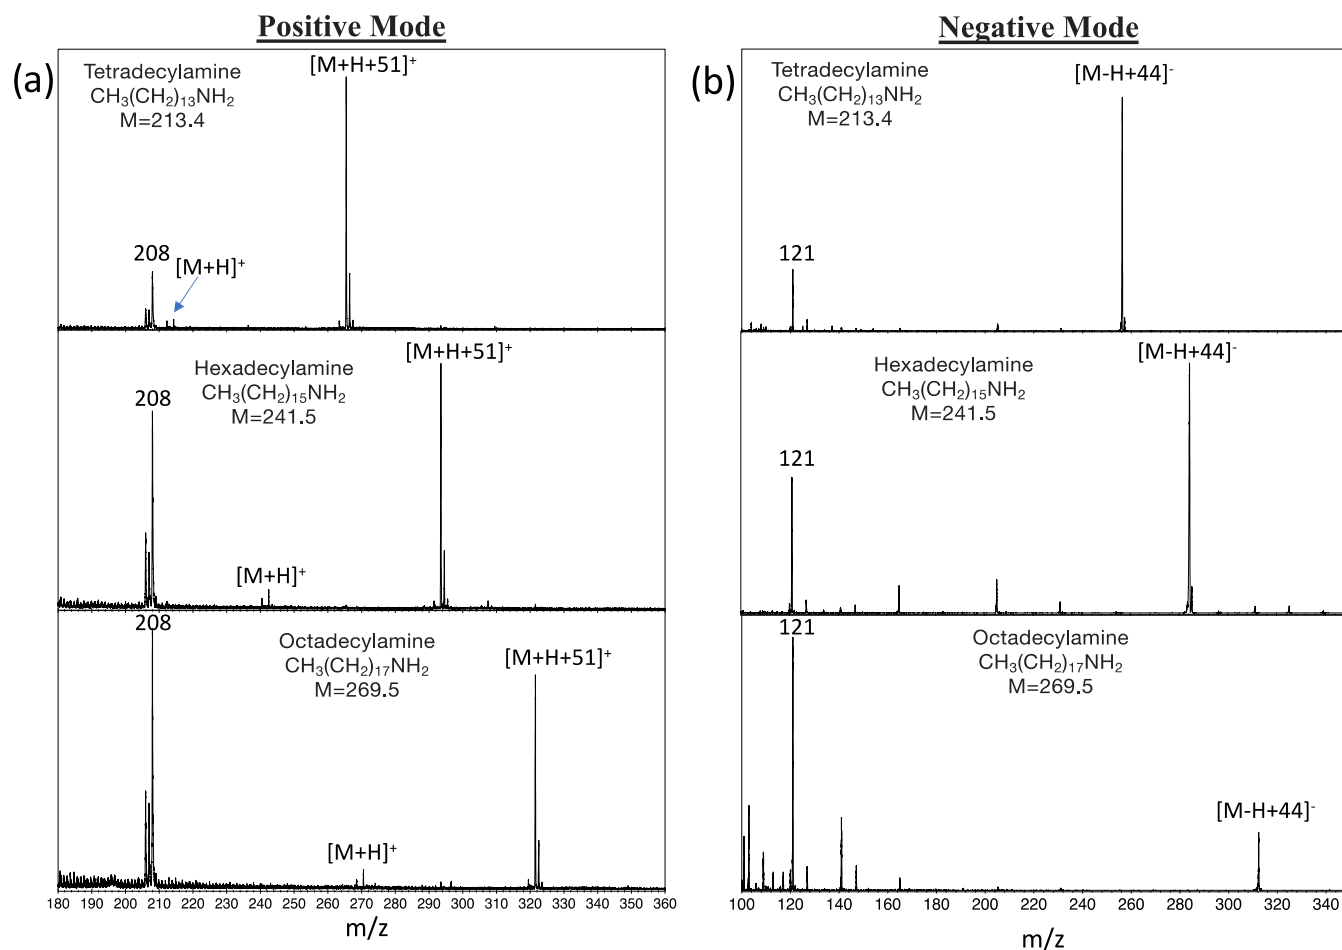 Positive Mode
(a)
Tetradecylamine
CH₃(CH₂)₁₃NH₂
M=213.4
[M+H+51]⁺
208
[M+H]⁺
Hexadecylamine
CH₃(CH₂)₁₅NH₂
M=241.5
[M+H+51]⁺
208
[M+H]⁺
208
Octadecylamine
CH₃(CH₂)₁₇NH₂
M=269.5
[M+H+51]⁺
[M+H]⁺
180 190 200 210 220 230 240 250 260 270 280 290 300 310 320 330 340 350 360
m/z
Negative Mode
(b)
Tetradecylamine
CH₃(CH₂)₁₃NH₂
M=213.4
[M-H+44]⁻
121
Hexadecylamine
CH₃(CH₂)₁₅NH₂
M=241.5
[M-H+44]⁻
121
121
Octadecylamine
CH₃(CH₂)₁₇NH₂
M=269.5
[M-H+44]⁻
100 120 140 160 180 200 220 240 260 280 300 320 340
m/z